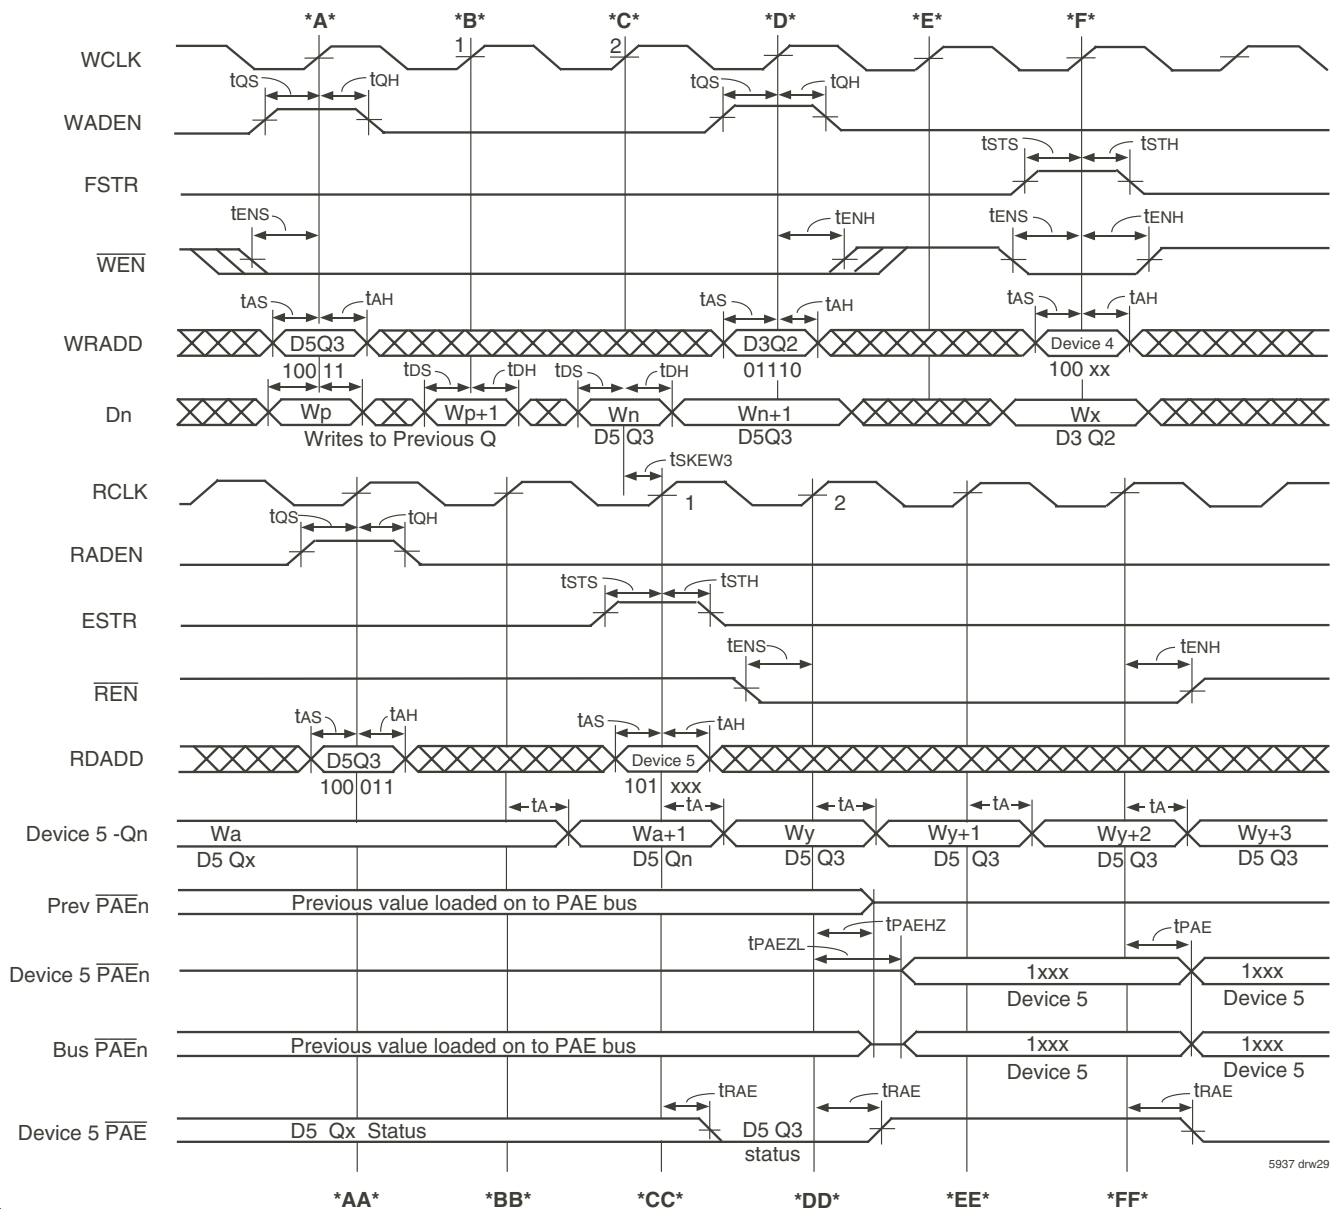 *A* *B* *C* *D* *E* *F*
WCLK 1 2
tQS tQH tQS tQH
WADEN
tSTS tSTH
FSTR
tENS tENH tENS tENH
WEN
tAS tAH tAS tAH tAS tAH
WRADD D5Q3 D3Q2 Device 4
100 11 01110 100 xx
tDS tDH tDS tDH
Dn Wp Wp+1 Wn Wn+1 Wx
Writes to Previous Q D5 Q3 D5Q3 D3 Q2
tSKEW3
RCLK 1 2
tQS tQH
RADEN
tSTS tSTH
ESTR
tENS tENH
REN
tAS tAH tAS tAH
RDADD D5Q3 Device 5
100 011 101 xxx
tA tA tA tA tA
Device 5 -Qn Wa Wa+1 Wy Wy+1 Wy+2 Wy+3
D5 Qx D5 Qn D5 Q3 D5 Q3 D5 Q3 D5 Q3
Prev PAEn Previous value loaded on to PAE bus
tPAEHZ tPAE
tPAEZL
Device 5 PAEn 1xxx 1xxx
Device 5 Device 5
Bus PAEn Previous value loaded on to PAE bus 1xxx 1xxx
Device 5 Device 5
tRAE tRAE tRAE
Device 5 PAE D5 Qx Status D5 Q3
status
5937 drw29
*AA* *BB* *CC* *DD* *EE* *FF*